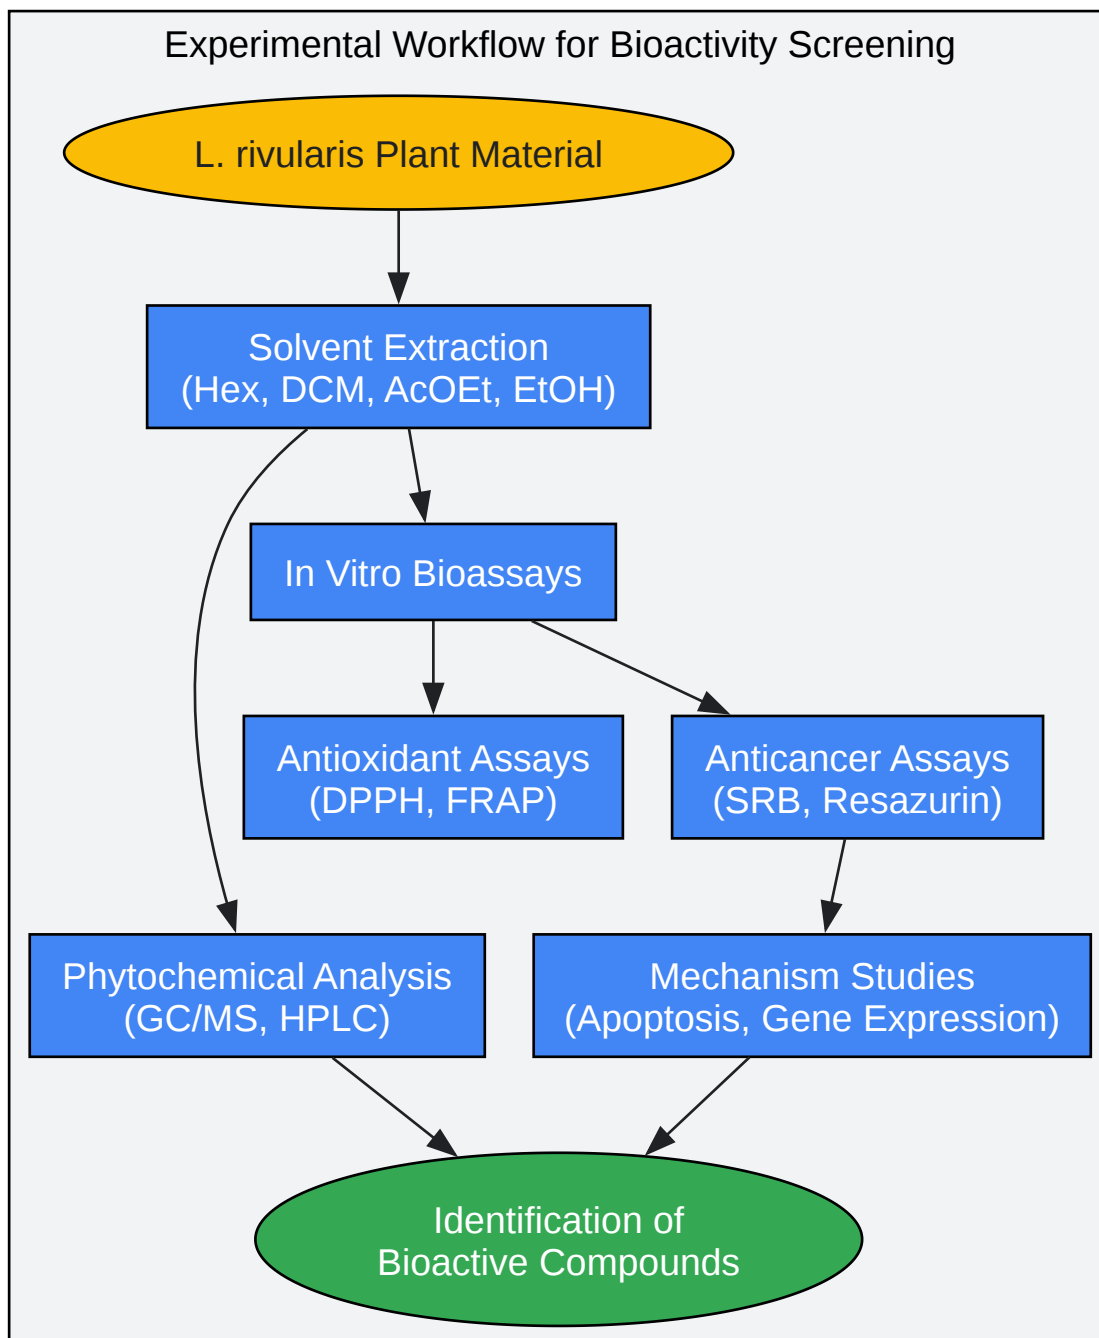 Experimental Workflow for Bioactivity Screening
L. rivularis Plant Material
Solvent Extraction
(Hex, DCM, AcOEt, EtOH)
In Vitro Bioassays
Antioxidant Assays
(DPPH, FRAP)
Anticancer Assays
(SRB, Resazurin)
Phytochemical Analysis
(GC/MS, HPLC)
Mechanism Studies
(Apoptosis, Gene Expression)
Identification of
Bioactive Compounds